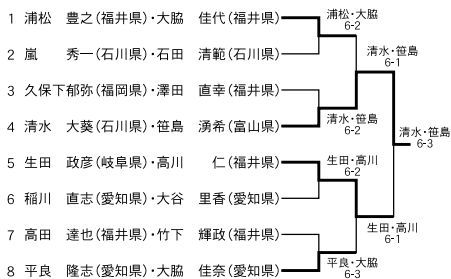 1 浦松 豊之(福井県)・大脇 佳代(福井県)
2 嵐 秀一(石川県)・石田 清範(石川県)
3 久保下郁弥(福岡県)・澤田 直幸(福井県)
4 清水 大葵(石川県)・笹島 湧希(富山県)
5 生田 政彦(岐阜県)・高川 仁(福井県)
6 稲川 直志(愛知県)・大谷 里香(愛知県)
7 高田 達也(福井県)・竹下 輝政(福井県)
8 平良 隆志(愛知県)・大脇 佳奈(愛知県)
浦松・大脇
6-2
清水・笹島
6-2
生田・高川
6-2
平良・大脇
6-3
清水・笹島
6-1
生田・高川
6-1
清水・笹島
6-3